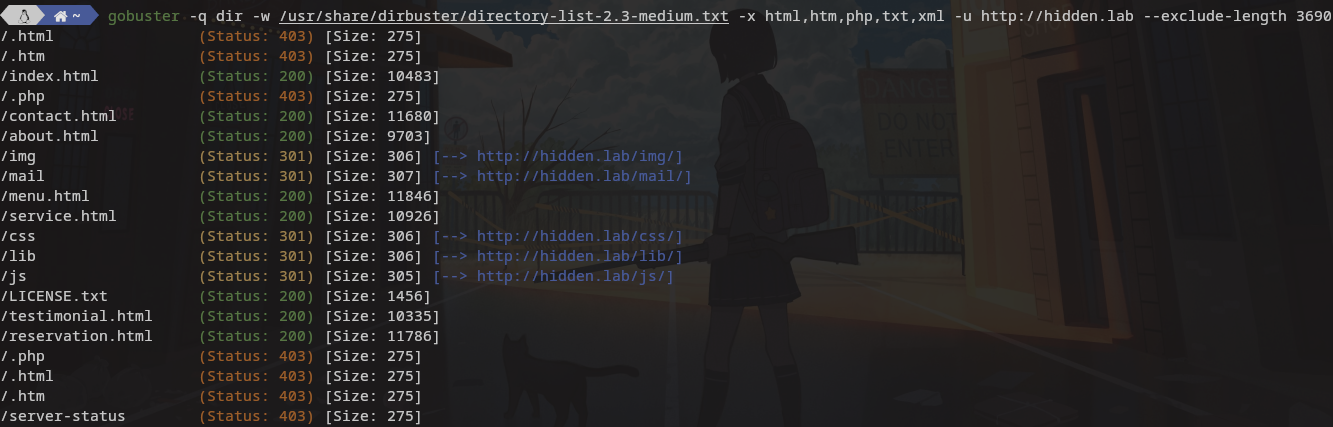 ~ gobuster -q dir -w /usr/share/dirbuster/directory-list-2.3-medium.txt -x html,htm,php,txt,xml -u http://hidden.lab --exclude-length 3690
/.html (Status: 403) [Size: 275]
/.htm (Status: 403) [Size: 275]
/index.html (Status: 200) [Size: 10483]
/.php (Status: 403) [Size: 275]
/contact.html (Status: 200) [Size: 11680]
/about.html (Status: 200) [Size: 9703]
/img (Status: 301) [Size: 306] [--> http://hidden.lab/img/]
/mail (Status: 301) [Size: 307] [--> http://hidden.lab/mail/]
/menu.html (Status: 200) [Size: 11846]
/service.html (Status: 200) [Size: 10926]
/css (Status: 301) [Size: 306] [--> http://hidden.lab/css/]
/lib (Status: 301) [Size: 306] [--> http://hidden.lab/lib/]
/js (Status: 301) [Size: 305] [--> http://hidden.lab/js/]
/LICENSE.txt (Status: 200) [Size: 1456]
/testimonial.html (Status: 200) [Size: 10335]
/reservation.html (Status: 200) [Size: 11786]
/.php (Status: 403) [Size: 275]
/.html (Status: 403) [Size: 275]
/.htm (Status: 403) [Size: 275]
/server-status (Status: 403) [Size: 275]
DANGER
DO NOT
ENTER